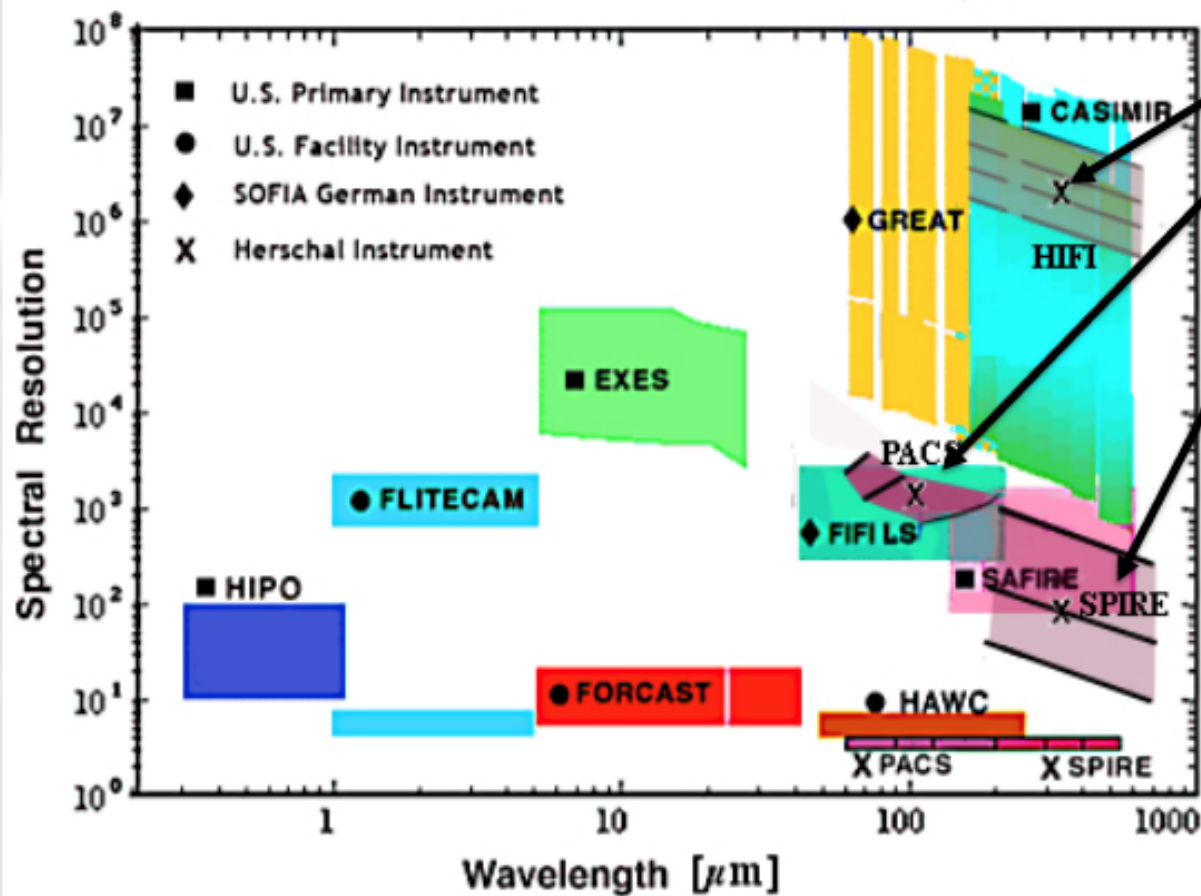 10⁸
10⁷
10⁶
10⁵
10⁴
10³
10²
10¹
10⁰
Spectral Resolution
■ U.S. Primary Instrument
● U.S. Facility Instrument
♦ SOFIA German Instrument
X Herschal Instrument
CASIMIR
GREAT
HIFI
EXES
PACS
FLITECAM
FIFI LS
HIPO
SAFIRE
SPIRE
FORCAST
HAWC
X PACS
X SPIRE
1
10
100
1000
Wavelength [μm]